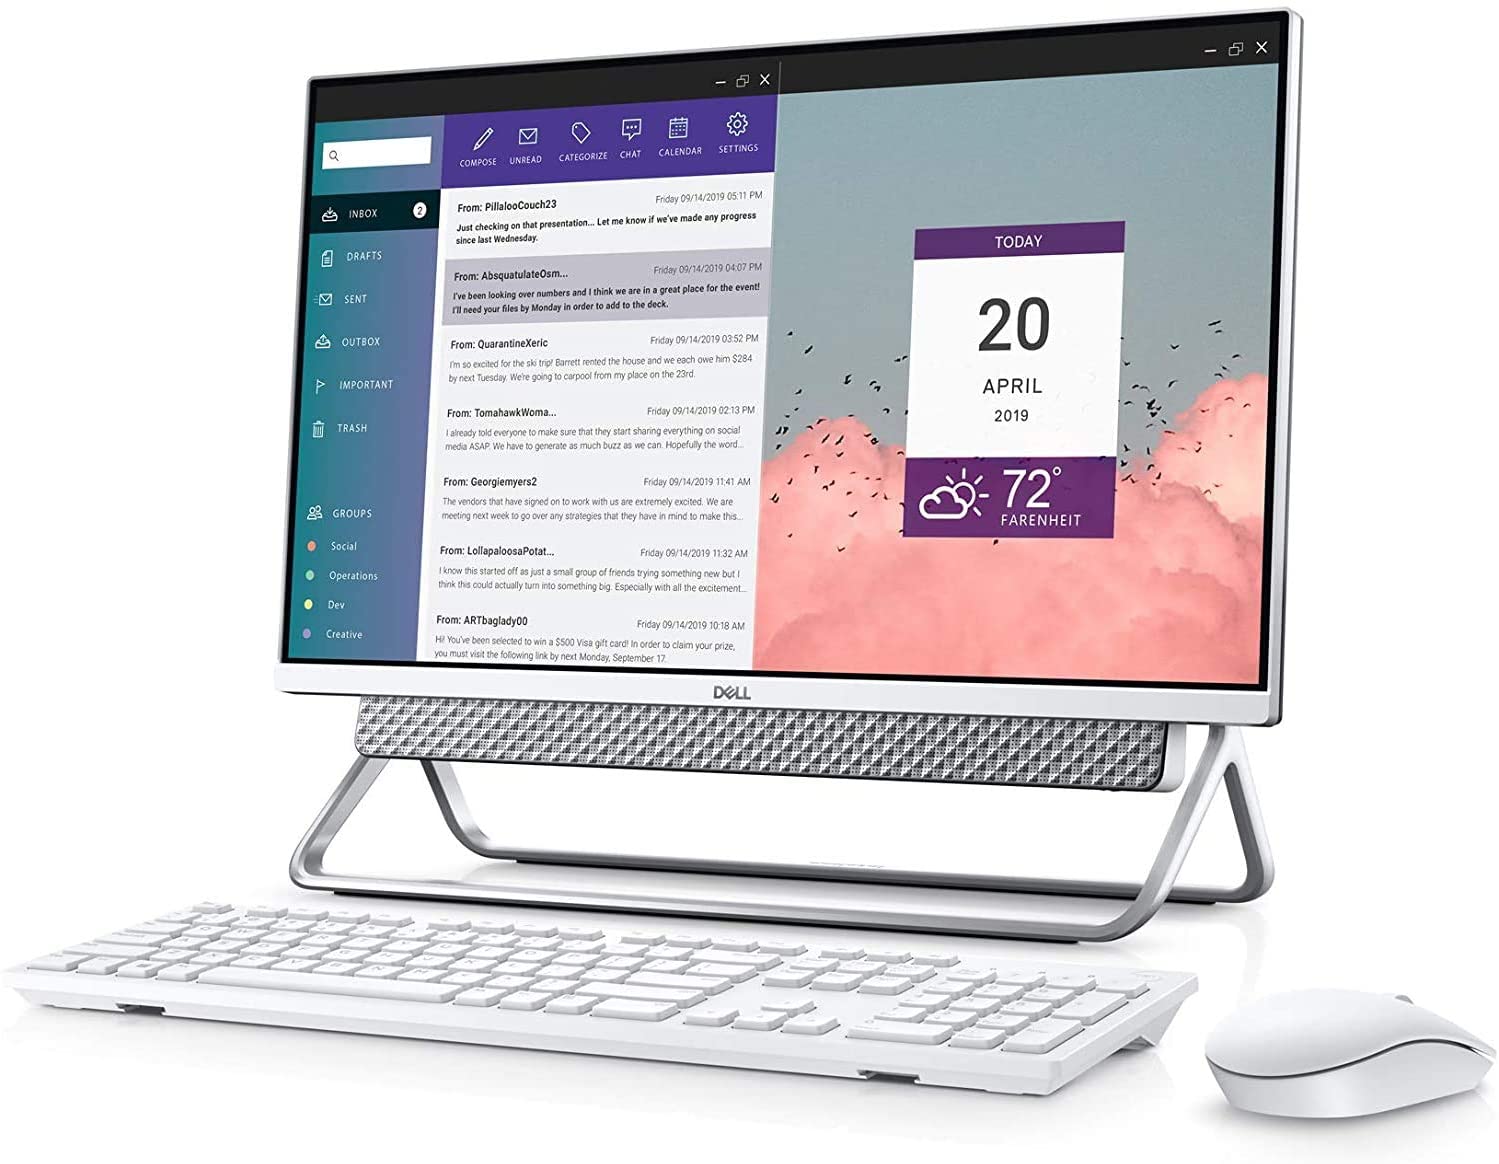 COMPOSE
UNREAD
CATEGORIZE
CHAT
CALENDAR
SETTINGS
INBOX 2
DRAFTS
SENT
OUTBOX
IMPORTANT
TRASH
GROUPS
Social
Operations
Dev
Creative
From: PillalooCouch23 Friday 09/14/2019 05:11 PM
Just checking on that presentation... Let me know if we've made any progress
since last Wednesday.
From: AbsquatulateOsm... Friday 09/14/2019 04:07 PM
I've been looking over numbers and I think we are in a great place for the event!
I'll need your files by Monday in order to add to the deck.
From: QuarantineXeric Friday 09/14/2019 03:52 PM
I'm so excited for the ski trip! Barrett rented the house and we each owe him $284
by next Tuesday. We're going to carpool from my place on the 23rd.
From: TomahawkWoma... Friday 09/14/2019 02:13 PM
I already told everyone to make sure that they start sharing everything on social
media ASAP. We have to generate as much buzz as we can. Hopefully the word...
From: Georgiemyers2 Friday 09/14/2019 11:41 AM
The vendors that have signed on to work with us are extremely excited. We are
meeting next week to go over any strategies that they have in mind to make this...
From: LollapaloosaPotat... Friday 09/14/2019 11:32 AM
I know this started off as just a small group of friends trying something new but I
think this could actually turn into something big. Especially with all the excitement...
From: ARTbaglady00 Friday 09/14/2019 10:18 AM
Hi! You've been selected to win a $500 Visa gift card! In order to claim your prize,
you must visit the following link by next Monday, September 17.
TODAY
20
APRIL
2019
72°
FARENHEIT
DELL